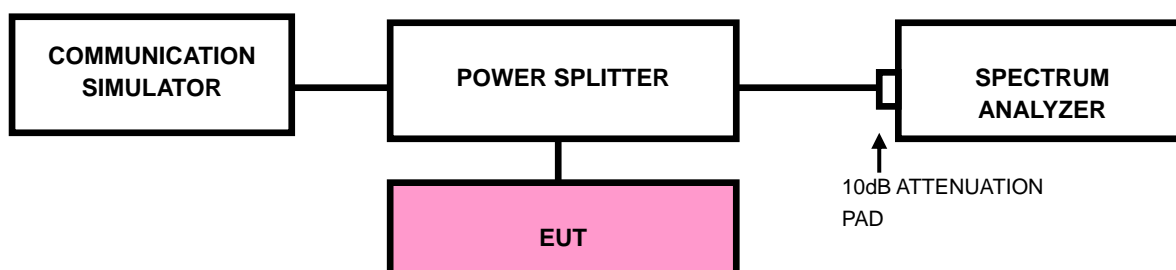 COMMUNICATION
SIMULATOR
POWER SPLITTER
SPECTRUM
ANALYZER
10dB ATTENUATION
PAD
EUT